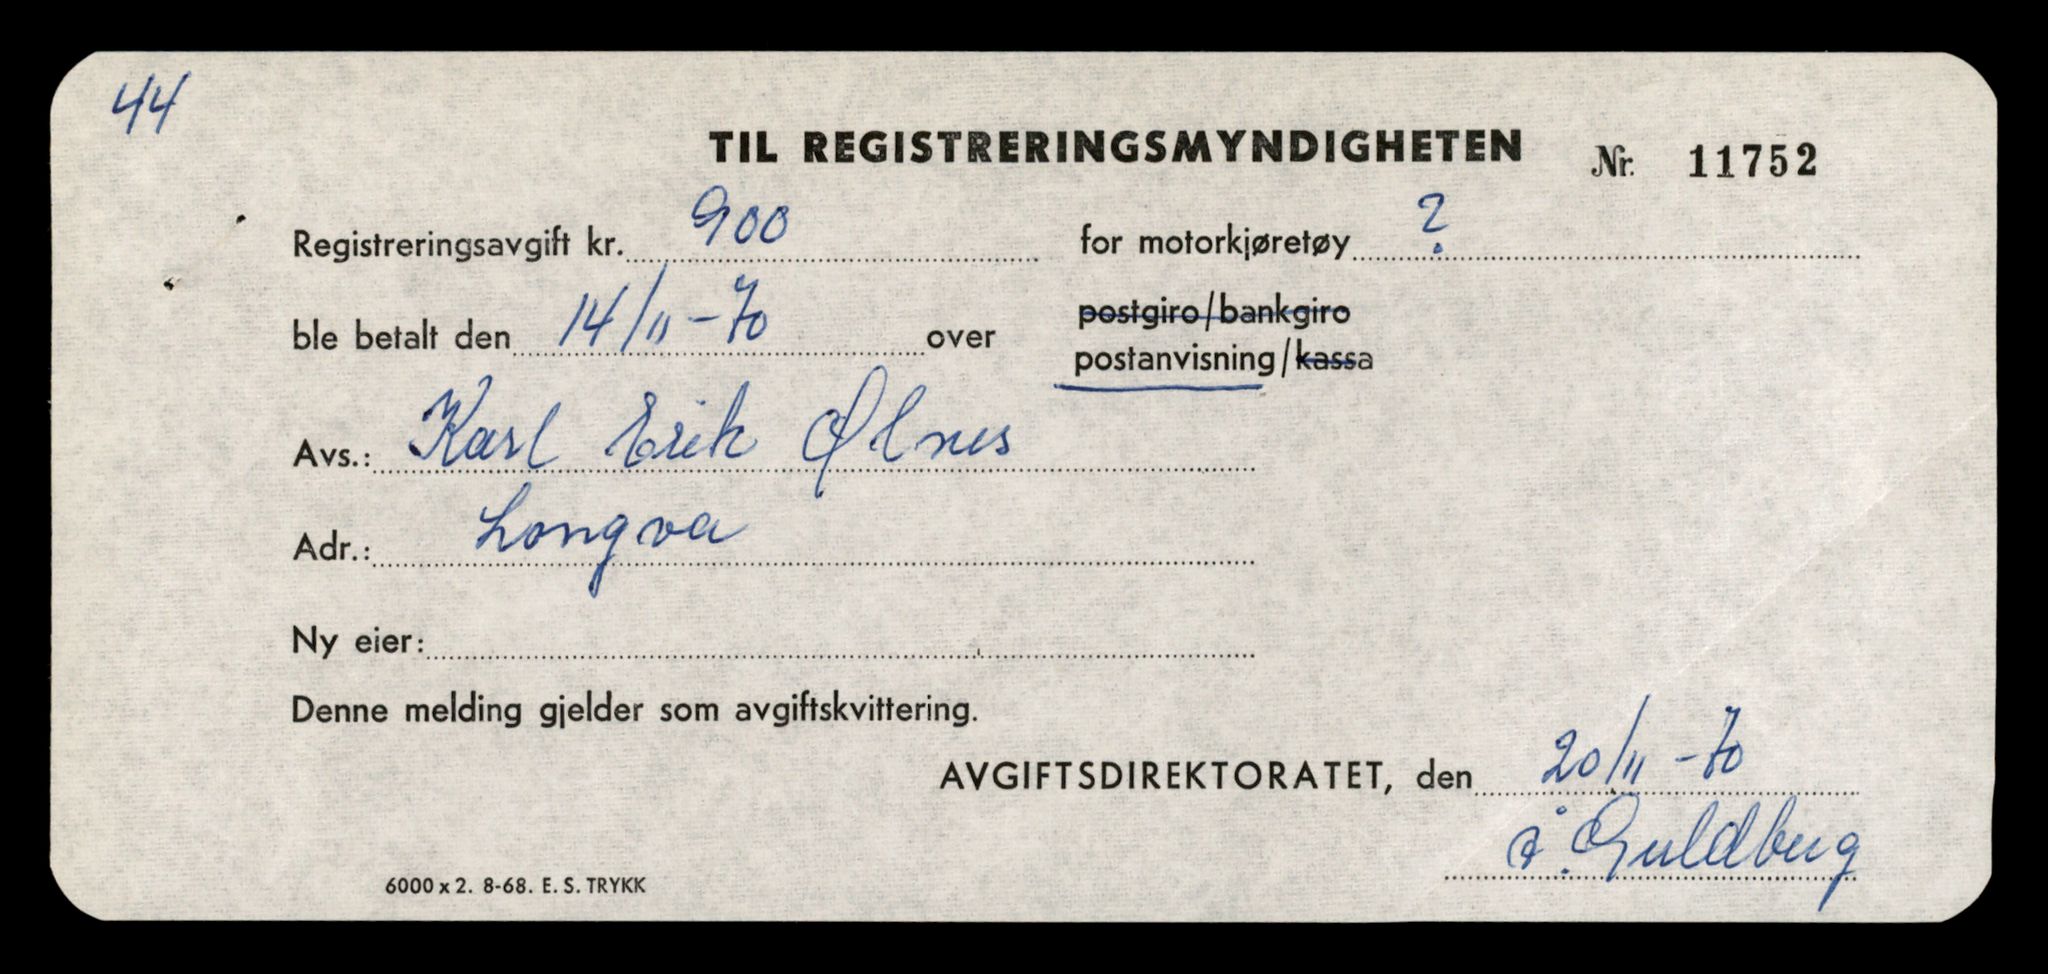 44
TIL REGISTRERINGSMYNDIGHETEN Nr. 11752
Registreringsavgift kr. 900 for motorkjøretøy ?
ble betalt den 14/11-70 over postgiro/bankgiro
postanvisning/kassa
Avs.: Karl Erik Ølnes
Adr.: Longva
Ny eier:
Denne melding gjelder som avgiftskvittering.
AVGIFTSDIREKTORATET, den 20/11-70
Å. Guldberg
6000 x 2. 8-68. E. S. TRYKK